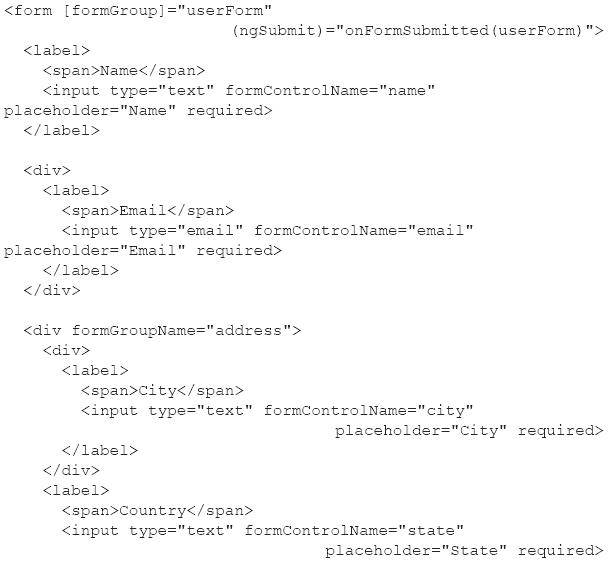 <form [formGroup]="userForm"
(ngSubmit)="onFormSubmitted(userForm)">
<label>
<span>Name</span>
<input type="text" formControlName="name"
placeholder="Name" required>
</label>
<div>
<label>
<span>Email</span>
<input type="email" formControlName="email"
placeholder="Email" required>
</label>
</div>
<div formGroupName="address">
<div>
<label>
<span>City</span>
<input type="text" formControlName="city"
placeholder="City" required>
</label>
</div>
<label>
<span>Country</span>
<input type="text" formControlName="state"
placeholder="State" required>